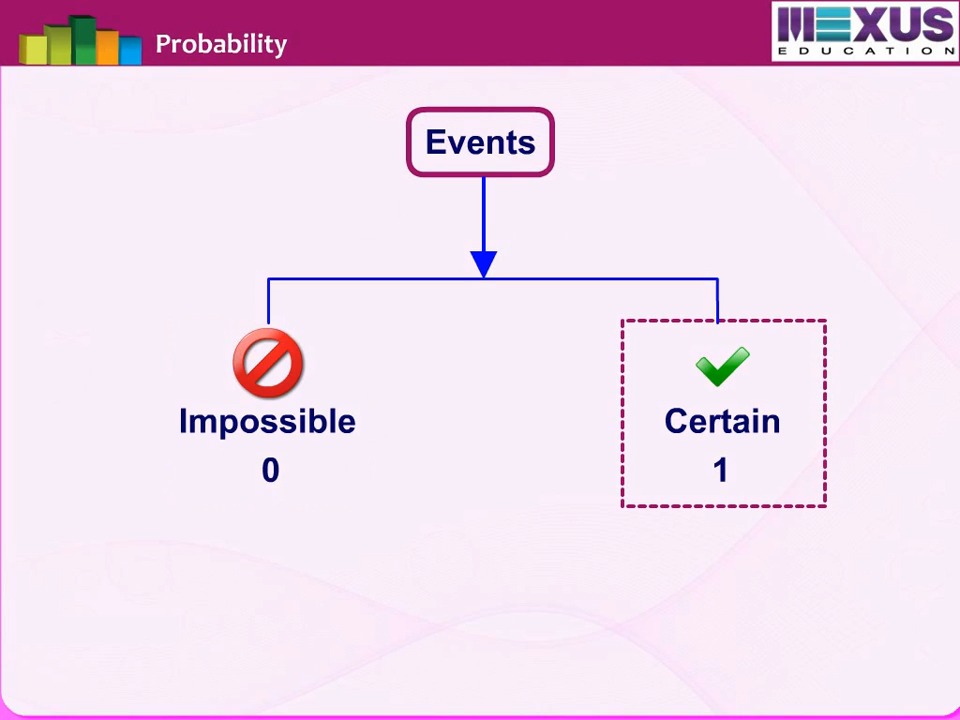 Probability
MEXUS
EDUCATION
Events
Impossible
Certain
0
1